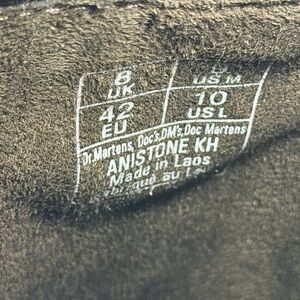 8 UK
US M
42 EU
10 US L
Dr.Martens, Doc's, DM's, Doc Martens
ANISTONE KH
Made in Laos